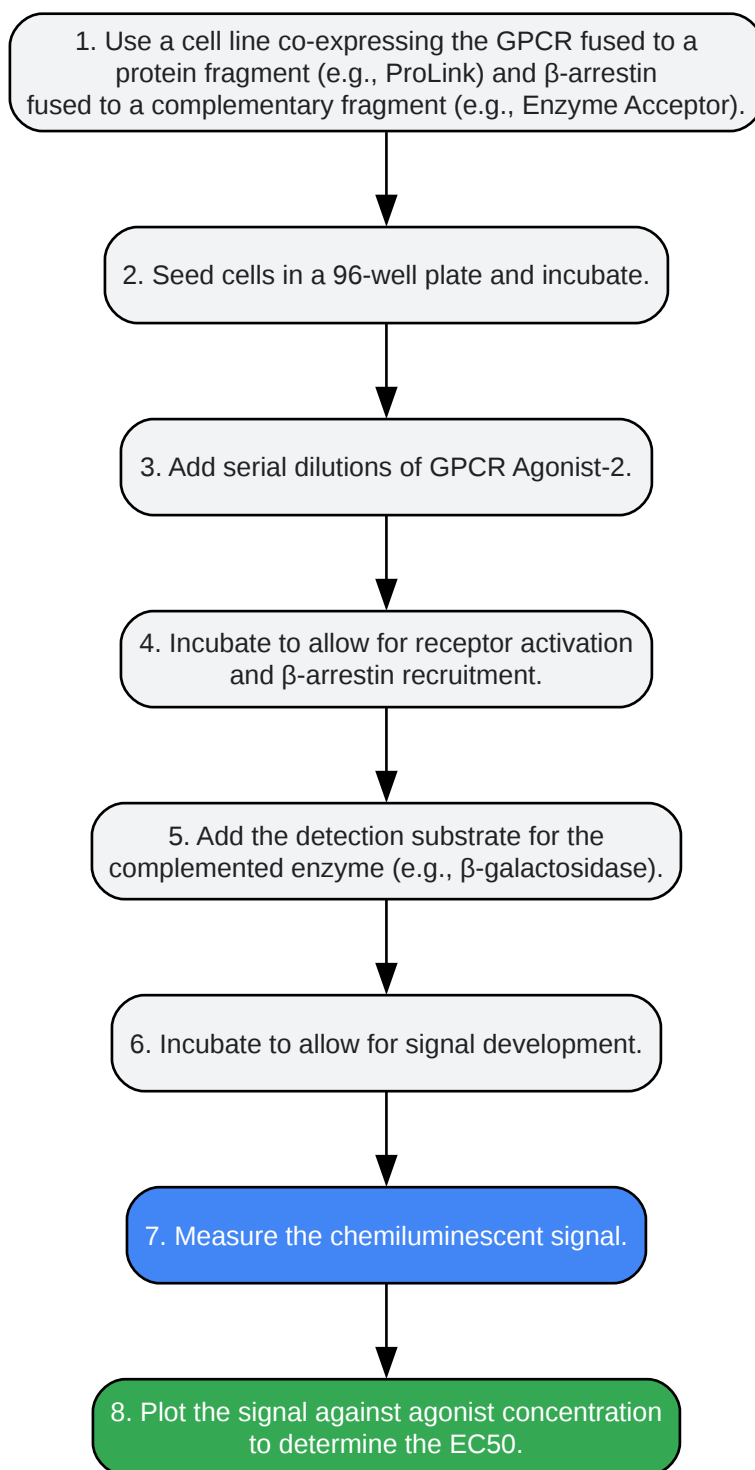 1. Use a cell line co-expressing the GPCR fused to a
protein fragment (e.g., ProLink) and β-arrestin
fused to a complementary fragment (e.g., Enzyme Acceptor).
2. Seed cells in a 96-well plate and incubate.
3. Add serial dilutions of GPCR Agonist-2.
4. Incubate to allow for receptor activation
and β-arrestin recruitment.
5. Add the detection substrate for the
complemented enzyme (e.g., β-galactosidase).
6. Incubate to allow for signal development.
7. Measure the chemiluminescent signal.
8. Plot the signal against agonist concentration
to determine the EC50.